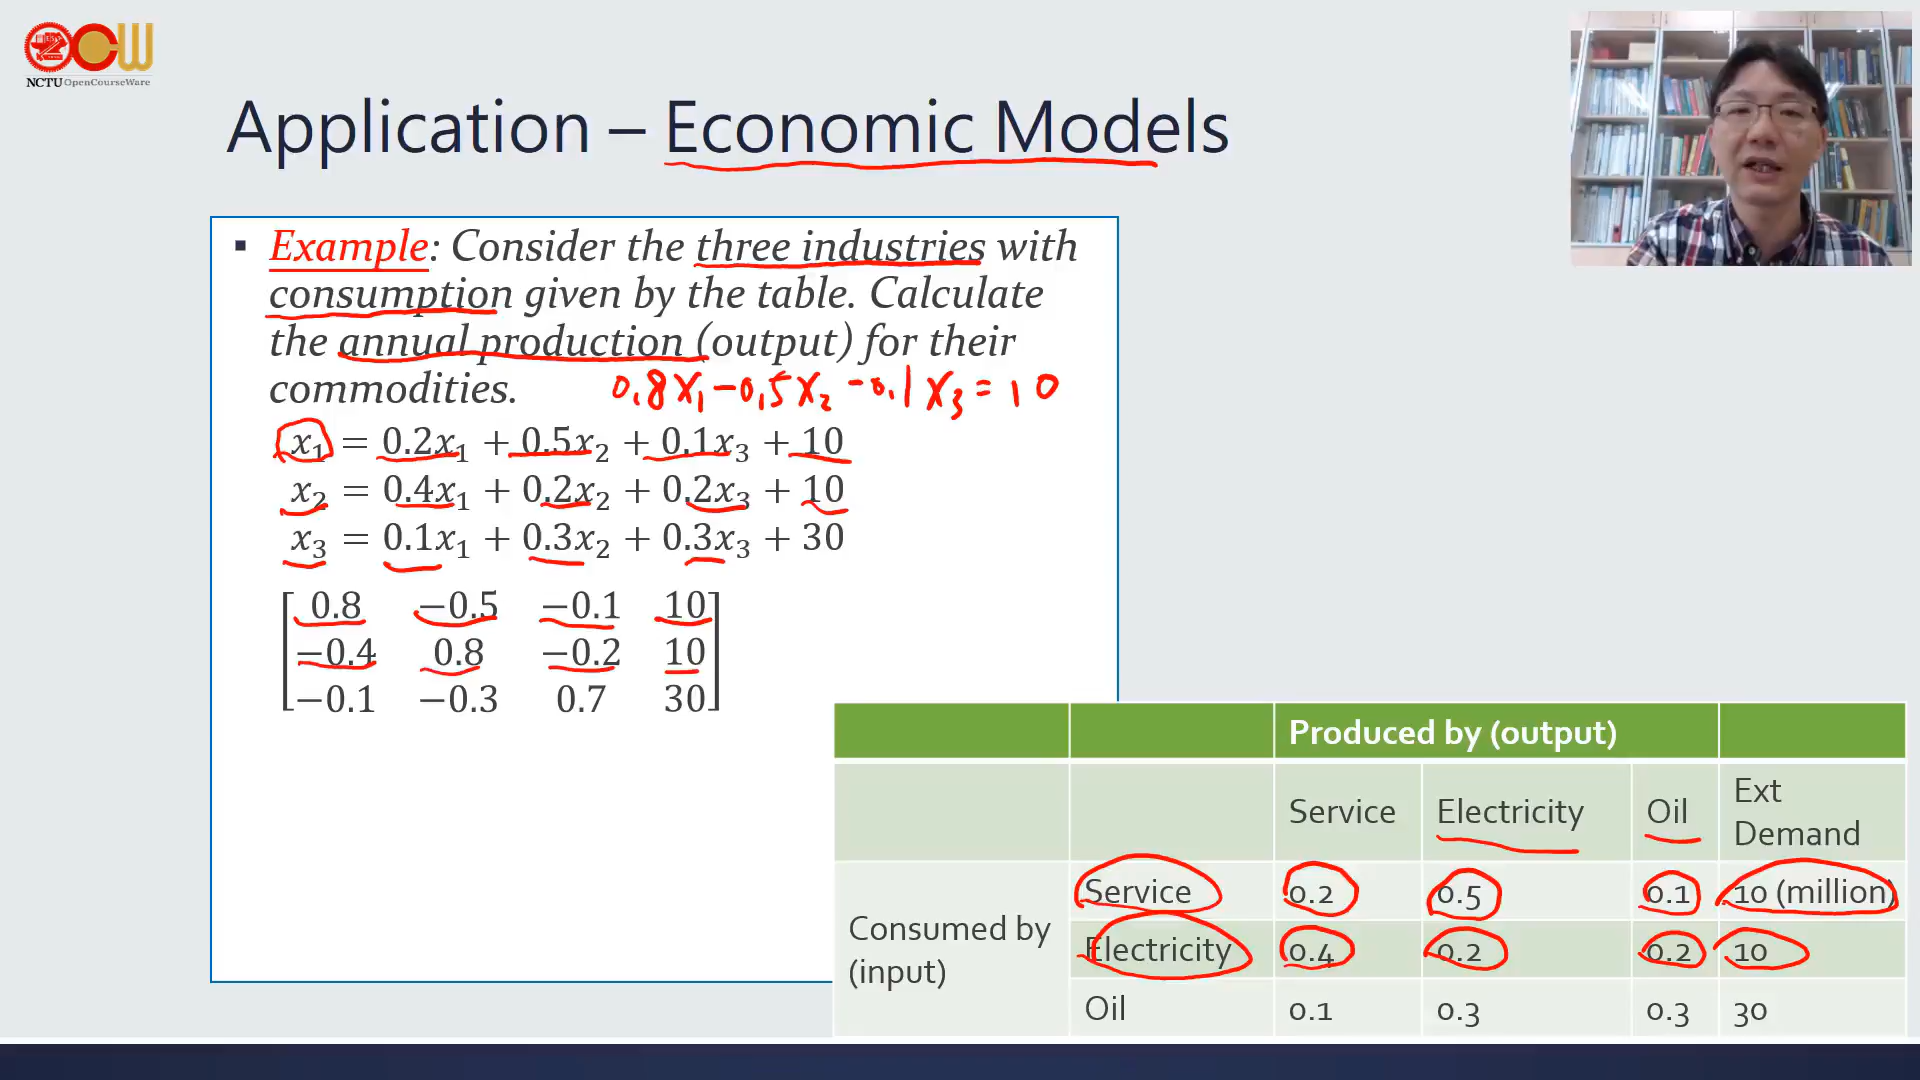 NCTU OpenCourseWare
Application – Economic Models
▪ Example: Consider the three industries with
consumption given by the table. Calculate
the annual production (output) for their
commodities.
0.8x₁ - 0.5x₂ - 0.1x₃ = 10
x₁ = 0.2x₁ + 0.5x₂ + 0.1x₃ + 10
x₂ = 0.4x₁ + 0.2x₂ + 0.2x₃ + 10
x₃ = 0.1x₁ + 0.3x₂ + 0.3x₃ + 30
0.8 −0.5 −0.1 10
−0.4 0.8 −0.2 10
−0.1 −0.3 0.7 30
Produced by (output)
Service Electricity Oil Ext
Demand
Consumed by
(input)
Service 0.2 0.5 0.1 10 (million)
Electricity 0.4 0.2 0.2 10
Oil 0.1 0.3 0.3 30